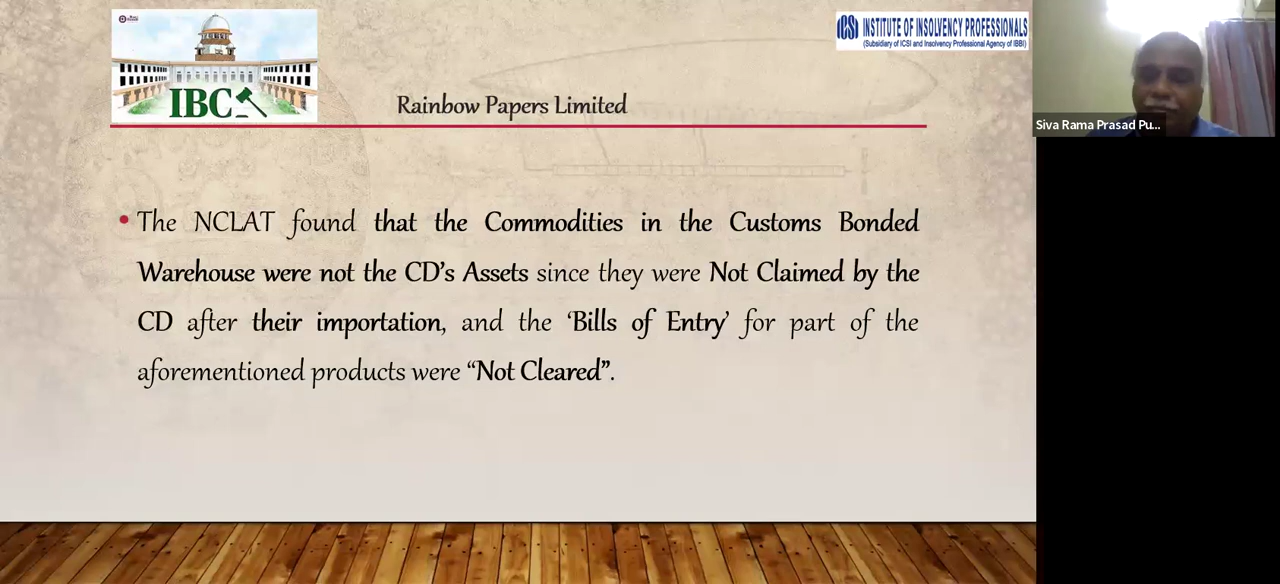 IBC
ICSI INSTITUTE OF INSOLVENCY PROFESSIONALS
(Subsidiary of ICSI and Insolvency Professional Agency of IBBI)
Rainbow Papers Limited
Siva Rama Prasad Pu...
• The NCLAT found that the Commodities in the Customs Bonded
Warehouse were not the CD’s Assets since they were Not Claimed by the
CD after their importation, and the ‘Bills of Entry’ for part of the
aforementioned products were “Not Cleared”.